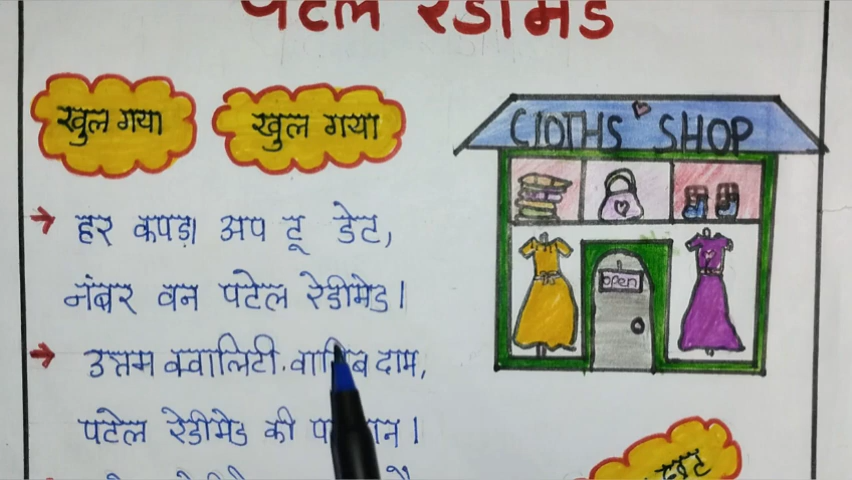 पटेल रेडीमेड
खुल गया
खुल गया
CLOTHS SHOP
हर कपड़ा अप टू डेट,
नंबर वन पटेल रेडीमेड।
open
उत्तम क्वालिटी. दाम,
पटेल रेडीमेड की ।